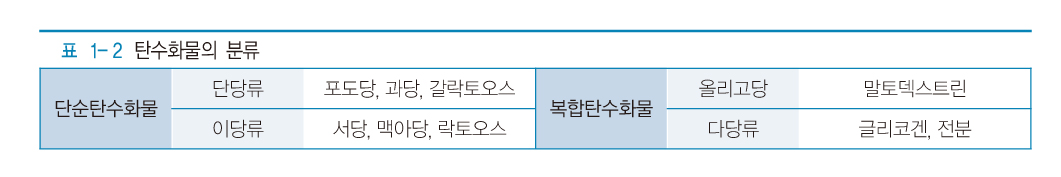 표 1-2 탄수화물의 분류
단순탄수화물 단당류 포도당, 과당, 갈락토오스 복합탄수화물 올리고당 말토덱스트린
이당류 서당, 맥아당, 락토오스 다당류 글리코겐, 전분